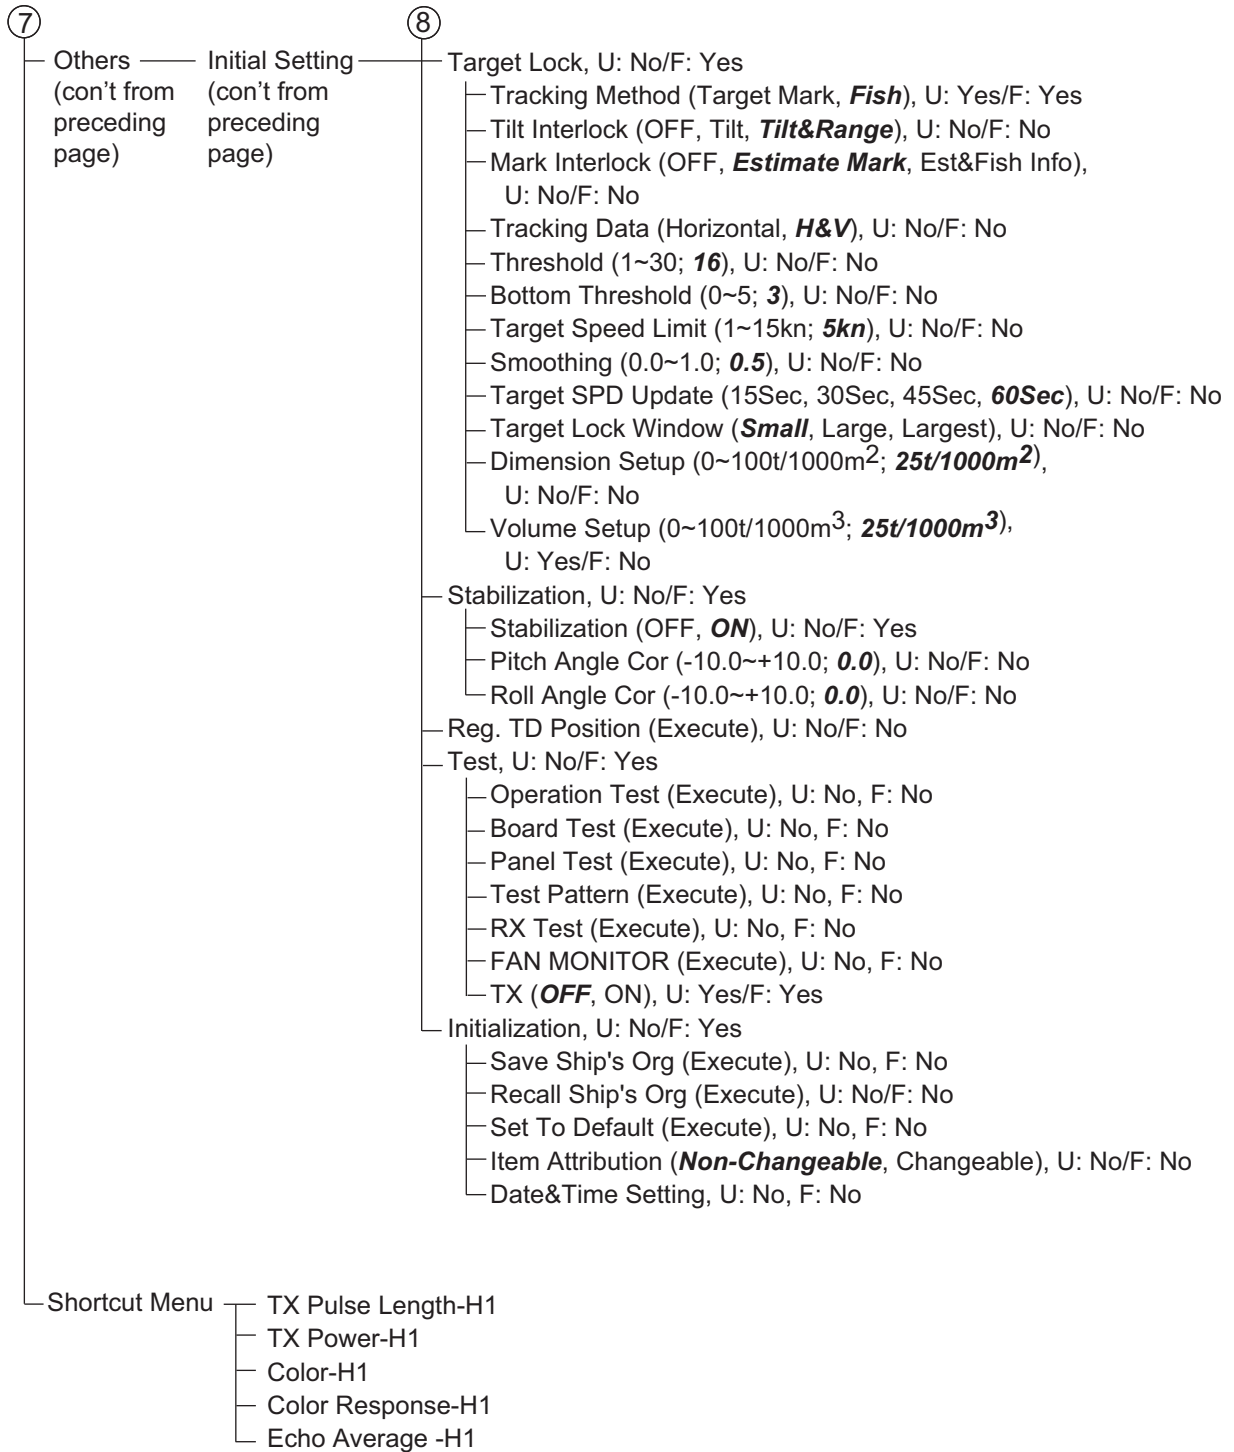 7 8
Others Initial Setting Target Lock, U: No/F: Yes
(con't from (con't from
preceding preceding
page) page)
Tracking Method (Target Mark, Fish), U: Yes/F: Yes
Tilt Interlock (OFF, Tilt, Tilt&Range), U: No/F: No
Mark Interlock (OFF, Estimate Mark, Est&Fish Info),
U: No/F: No
Tracking Data (Horizontal, H&V), U: No/F: No
Threshold (1~30; 16), U: No/F: No
Bottom Threshold (0~5; 3), U: No/F: No
Target Speed Limit (1~15kn; 5kn), U: No/F: No
Smoothing (0.0~1.0; 0.5), U: No/F: No
Target SPD Update (15Sec, 30Sec, 45Sec, 60Sec), U: No/F: No
Target Lock Window (Small, Large, Largest), U: No/F: No
Dimension Setup (0~100t/1000m2; 25t/1000m2),
U: No/F: No
Volume Setup (0~100t/1000m3; 25t/1000m3),
U: Yes/F: No
Stabilization, U: No/F: Yes
Stabilization (OFF, ON), U: No/F: Yes
Pitch Angle Cor (-10.0~+10.0; 0.0), U: No/F: No
Roll Angle Cor (-10.0~+10.0; 0.0), U: No/F: No
Reg. TD Position (Execute), U: No/F: No
Test, U: No/F: Yes
Operation Test (Execute), U: No, F: No
Board Test (Execute), U: No, F: No
Panel Test (Execute), U: No, F: No
Test Pattern (Execute), U: No, F: No
RX Test (Execute), U: No, F: No
FAN MONITOR (Execute), U: No, F: No
TX (OFF, ON), U: Yes/F: Yes
Initialization, U: No/F: Yes
Save Ship's Org (Execute), U: No, F: No
Recall Ship's Org (Execute), U: No/F: No
Set To Default (Execute), U: No, F: No
Item Attribution (Non-Changeable, Changeable), U: No/F: No
Date&Time Setting, U: No, F: No
Shortcut Menu TX Pulse Length-H1
TX Power-H1
Color-H1
Color Response-H1
Echo Average -H1